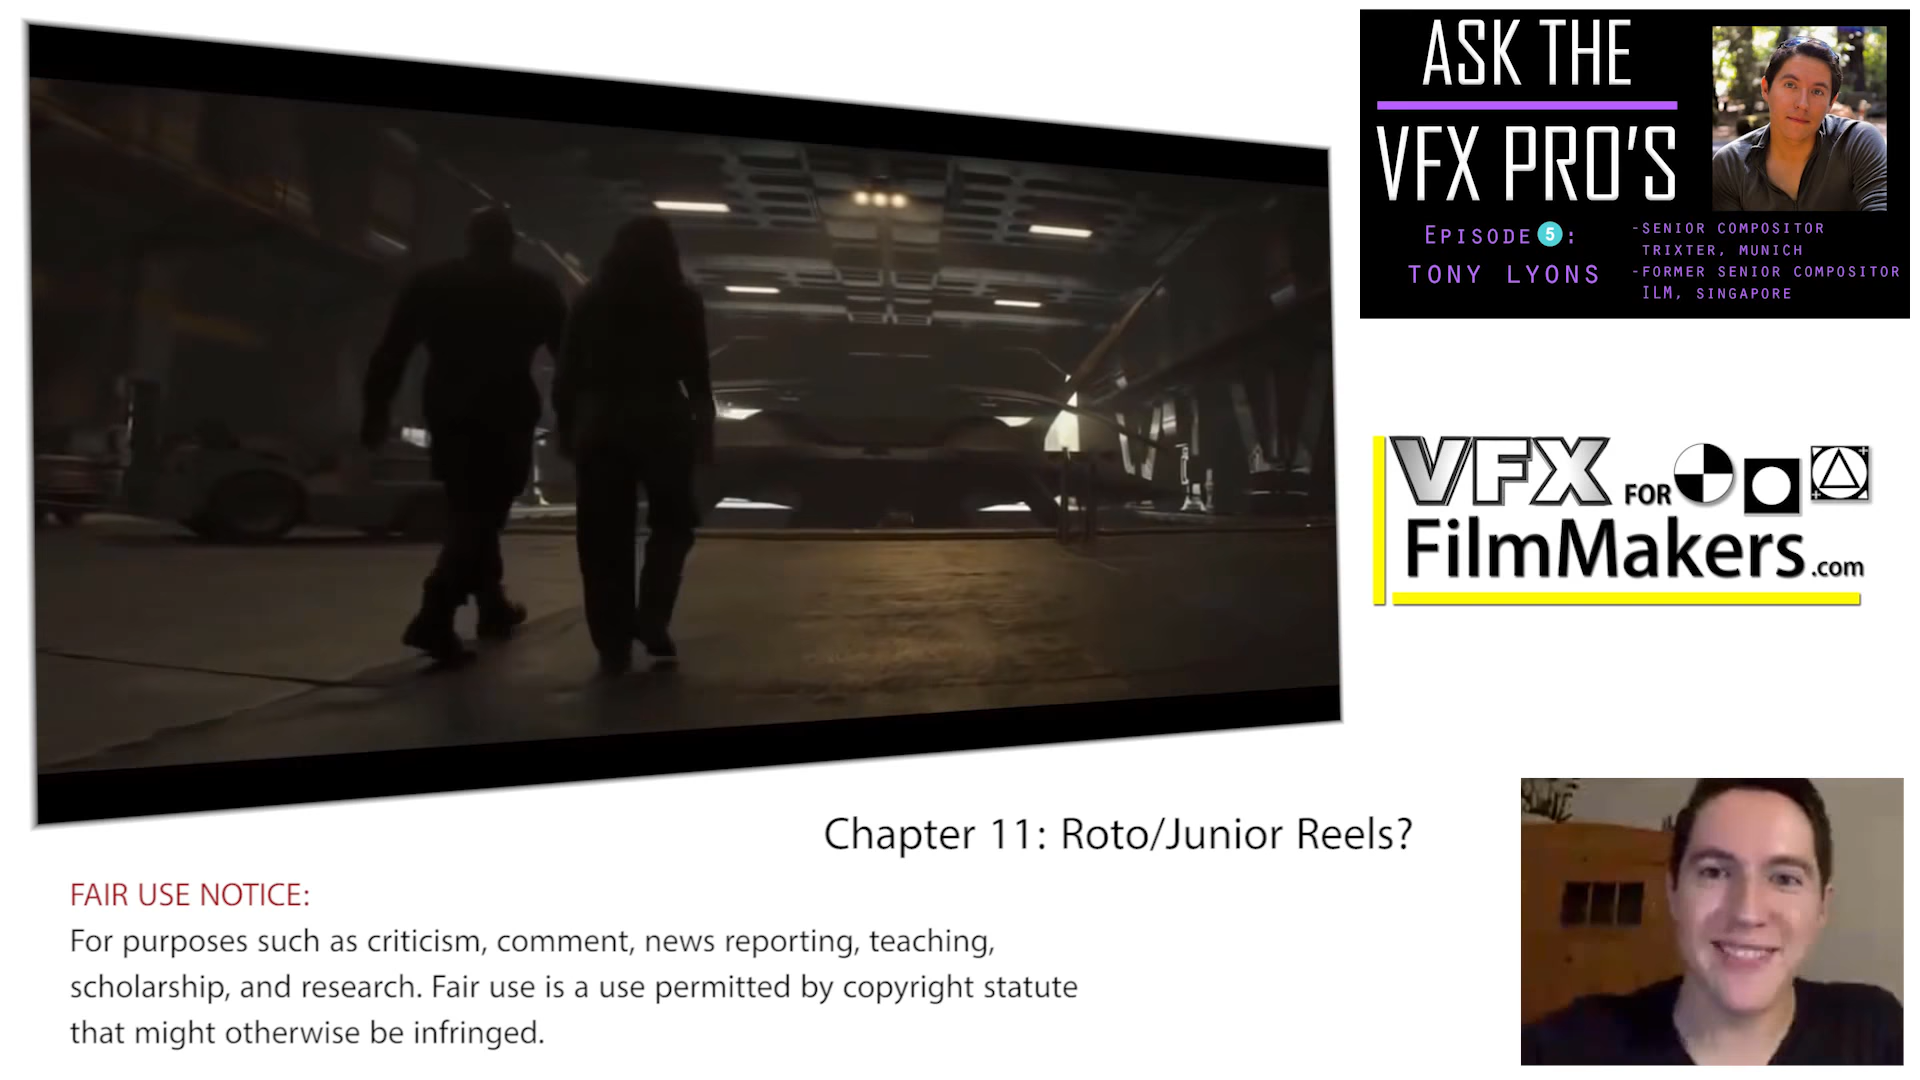 ASK THE
VFX PRO'S
EPISODE 5:
TONY LYONS
-SENIOR COMPOSITOR
TRIXTER, MUNICH
-FORMER SENIOR COMPOSITOR
ILM, SINGAPORE
VFX FOR
FilmMakers.com
Chapter 11: Roto/Junior Reels?
FAIR USE NOTICE:
For purposes such as criticism, comment, news reporting, teaching,
scholarship, and research. Fair use is a use permitted by copyright statute
that might otherwise be infringed.